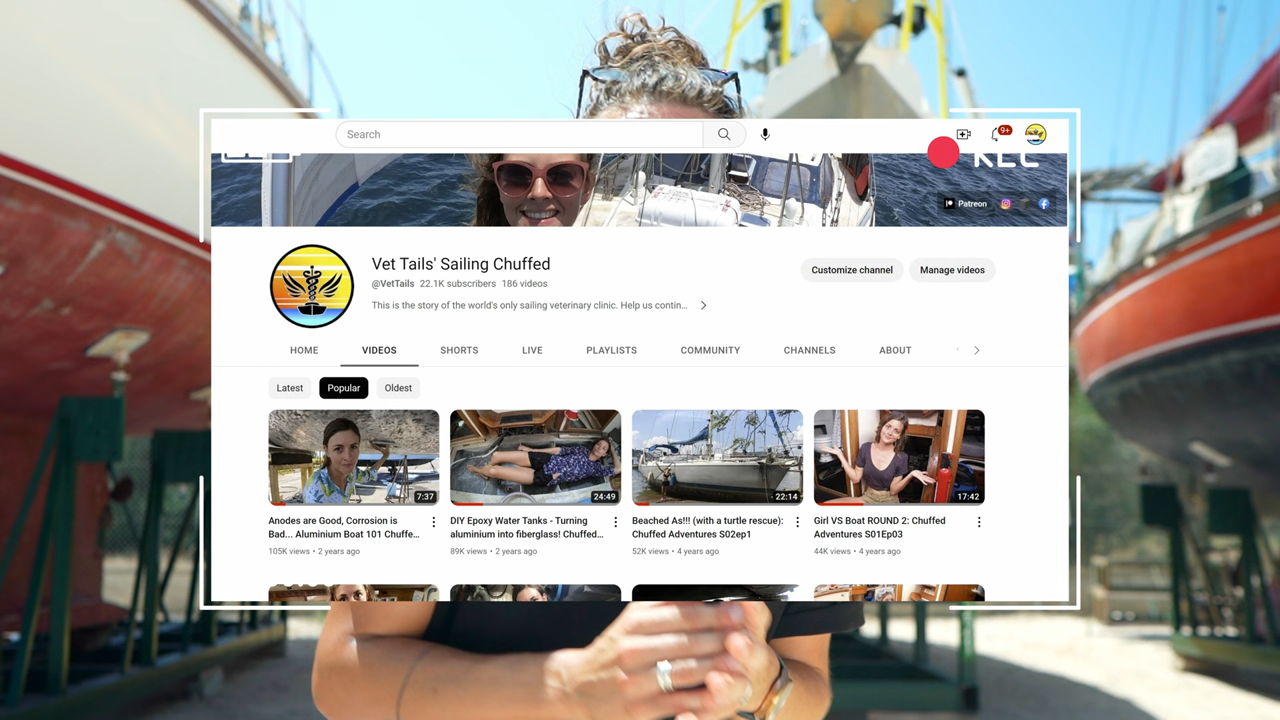 Search
9+
REC
Patreon
Vet Tails' Sailing Chuffed
Customize channel
Manage videos
@VetTails 22.1K subscribers 186 videos
This is the story of the world's only sailing veterinary clinic. Help us contin...
HOME
VIDEOS
SHORTS
LIVE
PLAYLISTS
COMMUNITY
CHANNELS
ABOUT
Latest
Popular
Oldest
7:37
24:49
22:14
17:42
Anodes are Good, Corrosion is
Bad... Aluminium Boat 101 Chuffe...
105K views • 2 years ago
DIY Epoxy Water Tanks - Turning
aluminium into fiberglass! Chuffed...
89K views • 2 years ago
Beached As!!! (with a turtle rescue):
Chuffed Adventures S02ep1
52K views • 4 years ago
Girl VS Boat ROUND 2: Chuffed
Adventures S01Ep03
44K views • 4 years ago